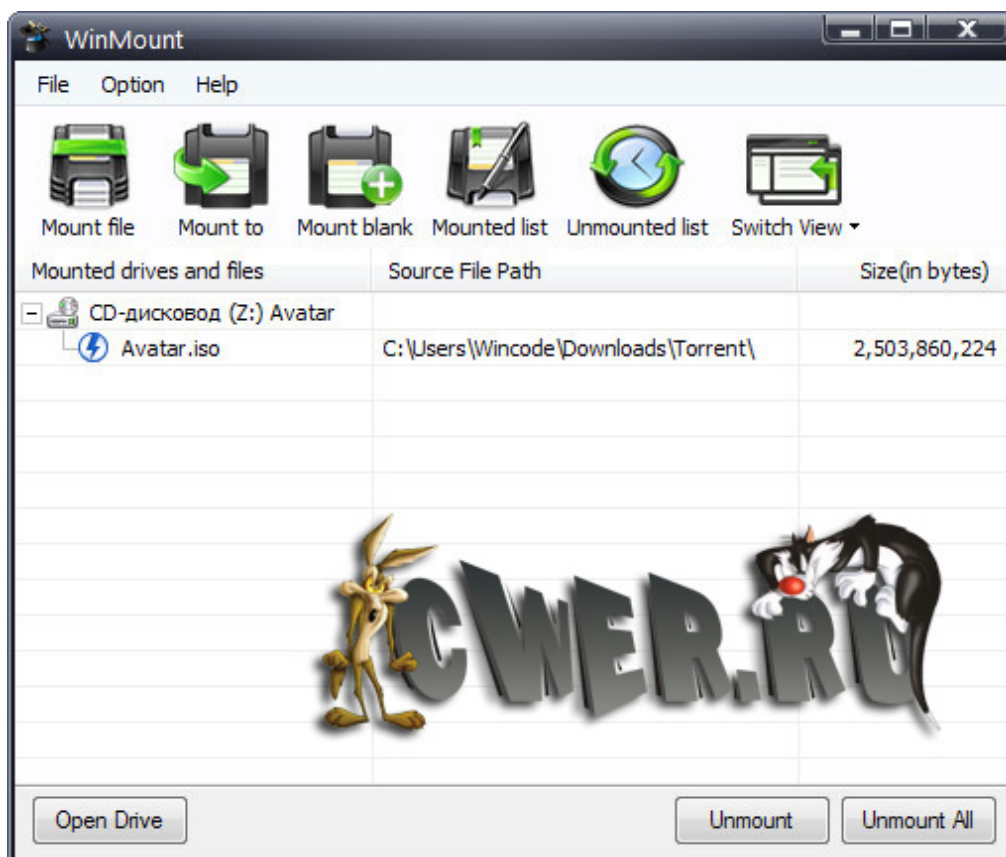 WinMount
File Option Help
Mount file Mount to Mount blank Mounted list Unmounted list Switch View
Mounted drives and files Source File Path Size(in bytes)
CD-дисковод (Z:) Avatar
Avatar.iso C:\Users\Wincode\Downloads\Torrent\ 2,503,860,224
CWER.RU
Open Drive Unmount Unmount All